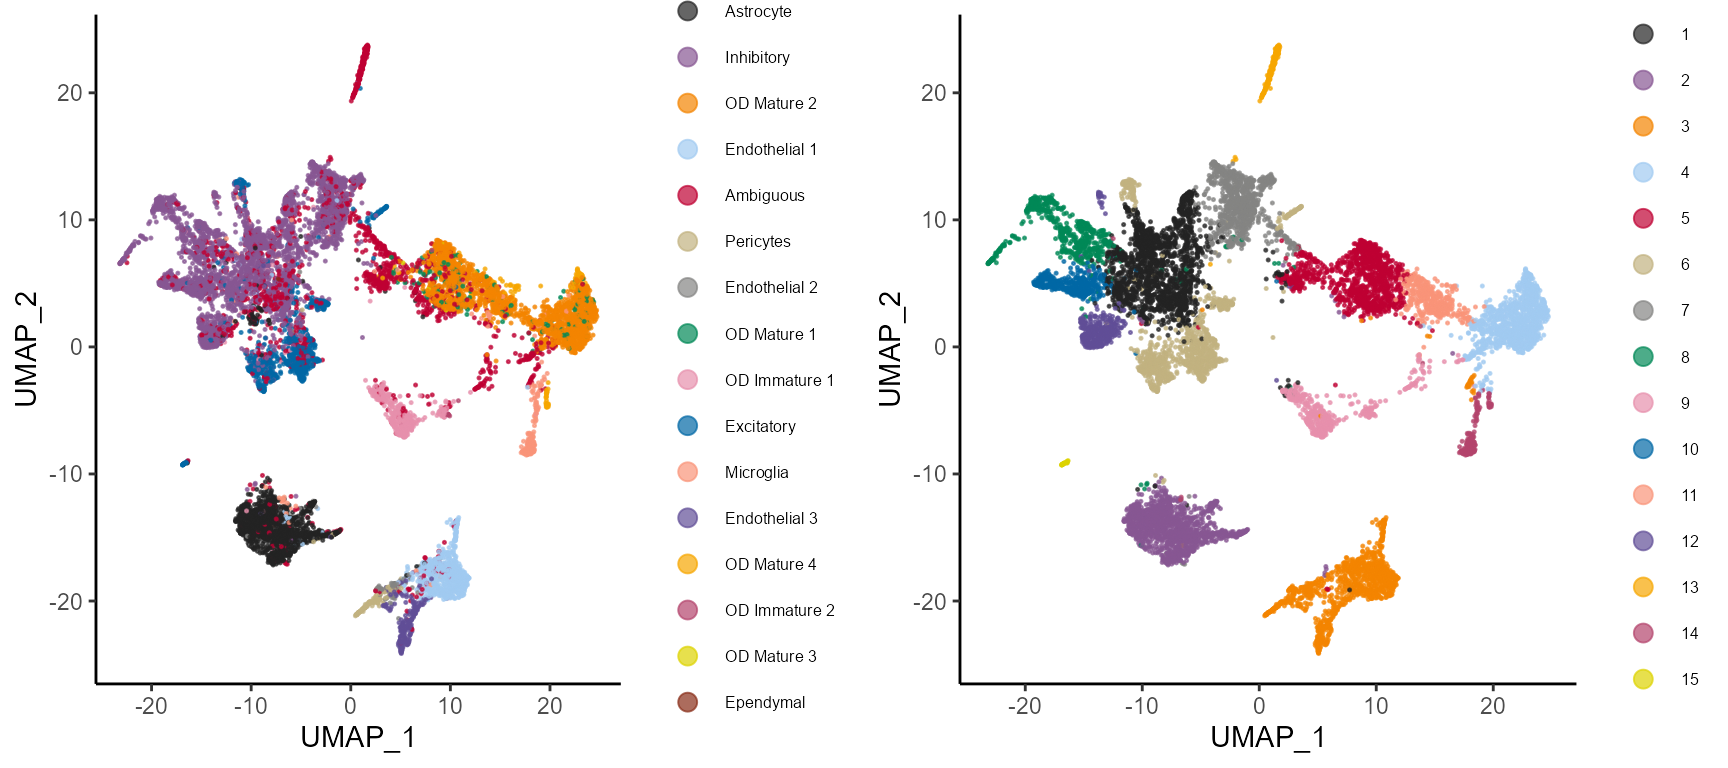 UMAP_2
20
10
0
-10
-20
-20
-10
0
10
20
UMAP_1
Astrocyte
Inhibitory
OD Mature 2
Endothelial 1
Ambiguous
Pericytes
Endothelial 2
OD Mature 1
OD Immature 1
Excitatory
Microglia
Endothelial 3
OD Mature 4
OD Immature 2
OD Mature 3
Ependymal
UMAP_2
20
10
0
-10
-20
-20
-10
0
10
20
UMAP_1
1
2
3
4
5
6
7
8
9
10
11
12
13
14
15